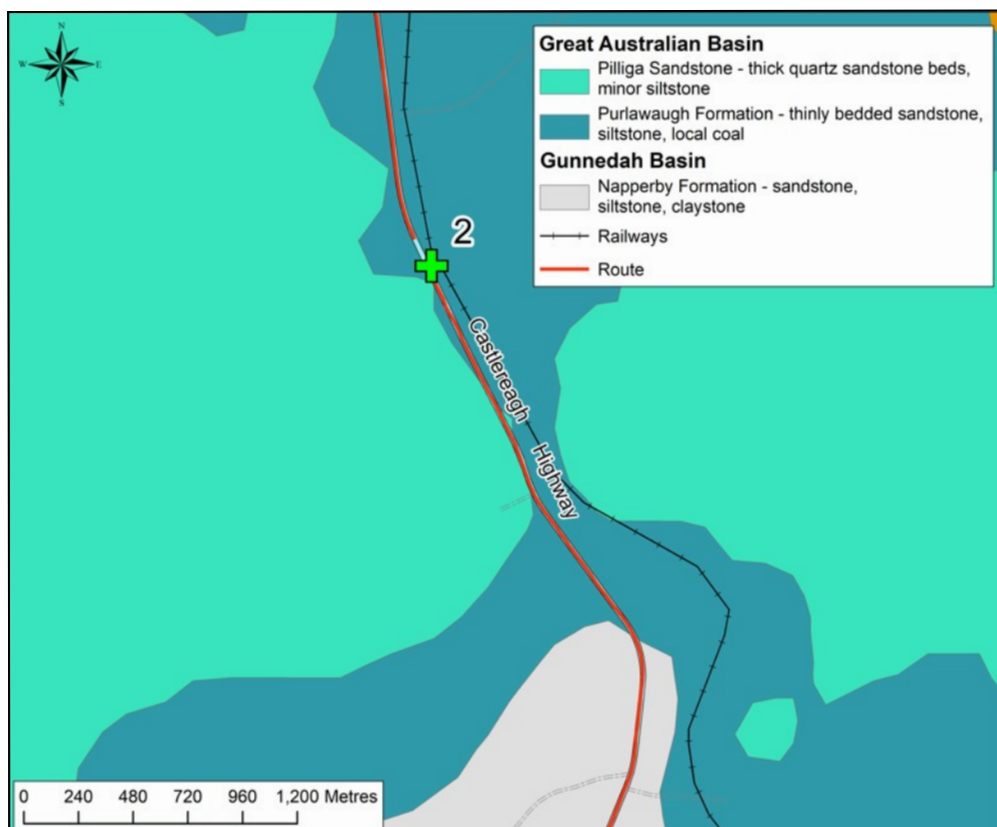 N
W E
S
Great Australian Basin
Pilliga Sandstone - thick quartz sandstone beds,
minor siltstone
Purlawaugh Formation - thinly bedded sandstone,
siltstone, local coal
Gunnedah Basin
Napperby Formation - sandstone,
siltstone, claystone
Railways
Route
2
Castlereagh
Highway
0 240 480 720 960 1,200 Metres